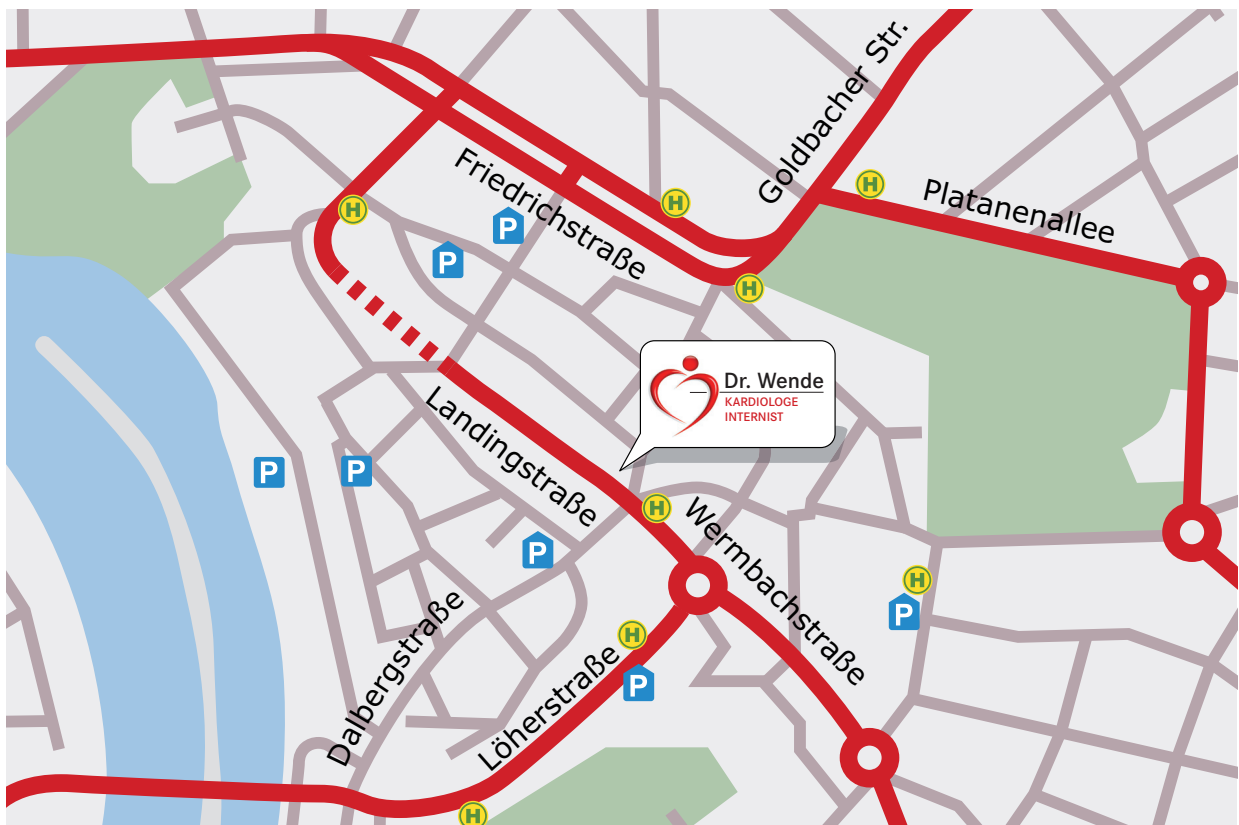 Goldbacher Str.
H
Platanenallee
Friedrichstraße
H
H
P
P
H
Dr. Wende
KARDIOLOGE
INTERNIST
Landingstraße
P
P
H
Wermbachstraße
P
H
P
Dalbergstraße
H
Löherstraße
P
H